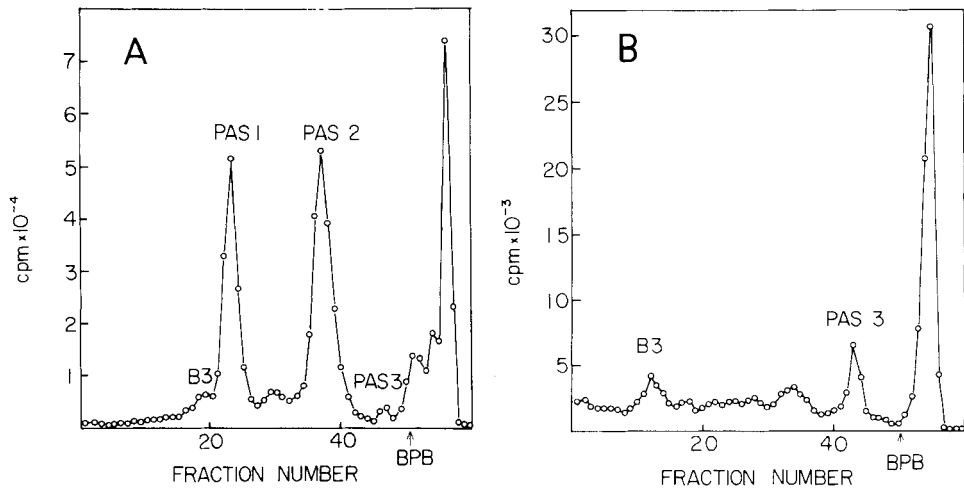 A
cpm×10⁻⁴
7
6
5
4
3
2
1
PAS 1
PAS 2
B3
PAS3
20
40
BPB
FRACTION NUMBER
B
cpm×10⁻³
30
25
20
15
10
5
B3
PAS 3
20
40
BPB
FRACTION NUMBER